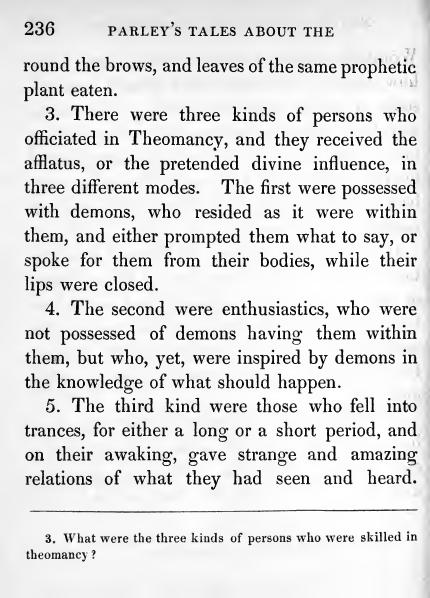 236 PARLEY'S TALES ABOUT THE
round the brows, and leaves of the same prophetic
plant eaten.
3. There were three kinds of persons who
officiated in Theomancy, and they received the
afflatus, or the pretended divine influence, in
three different modes. The first were possessed
with demons, who resided as it were within
them, and either prompted them what to say, or
spoke for them from their bodies, while their
lips were closed.
4. The second were enthusiastics, who were
not possessed of demons having them within
them, but who, yet, were inspired by demons in
the knowledge of what should happen.
5. The third kind were those who fell into
trances, for either a long or a short period, and
on their awaking, gave strange and amazing
relations of what they had seen and heard.
3. What were the three kinds of persons who were skilled in
theomancy?